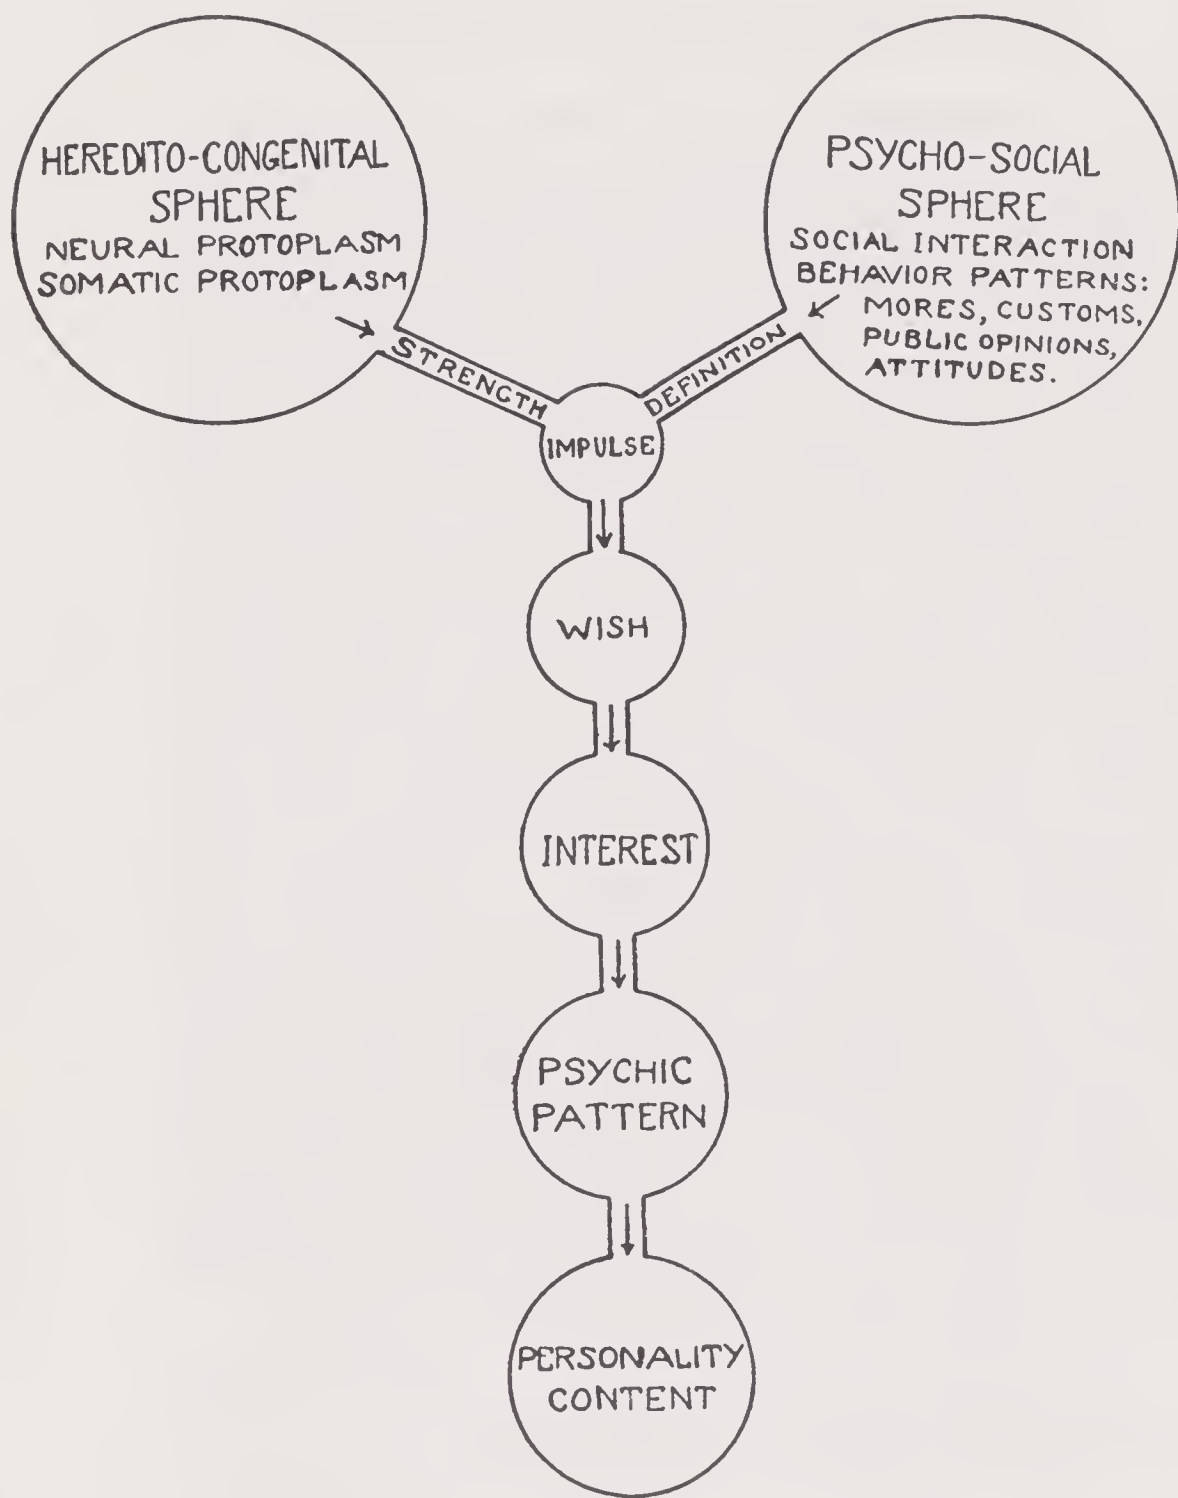 HEREDITO-CONGENITAL
SPHERE
NEURAL PROTOPLASM
SOMATIC PROTOPLASM
PSYCHO-SOCIAL
SPHERE
SOCIAL INTERACTION
BEHAVIOR PATTERNS:
MORES, CUSTOMS,
PUBLIC OPINIONS,
ATTITUDES.
STRENGTH
DEFINITION
IMPULSE
WISH
INTEREST
PSYCHIC
PATTERN
PERSONALITY
CONTENT